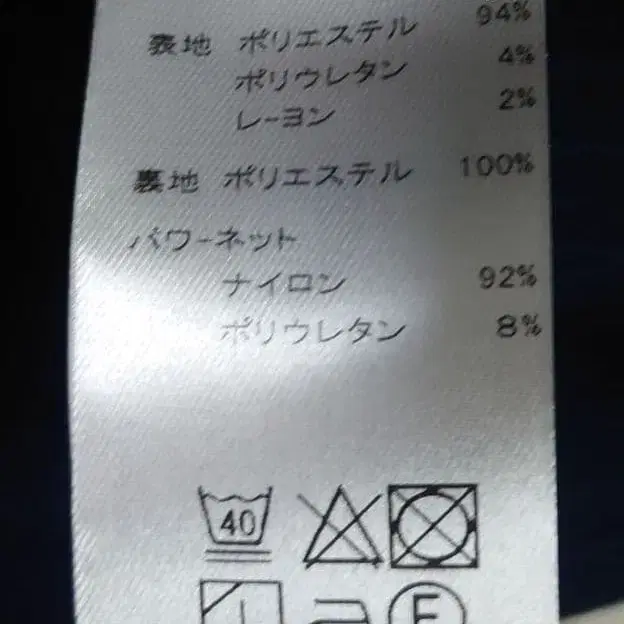 表地 ポリエステル 94%
ポリウレタン 4%
レーヨン 2%
裏地 ポリエステル 100%
パワーネット
ナイロン 92%
ポリウレタン 8%
40
F